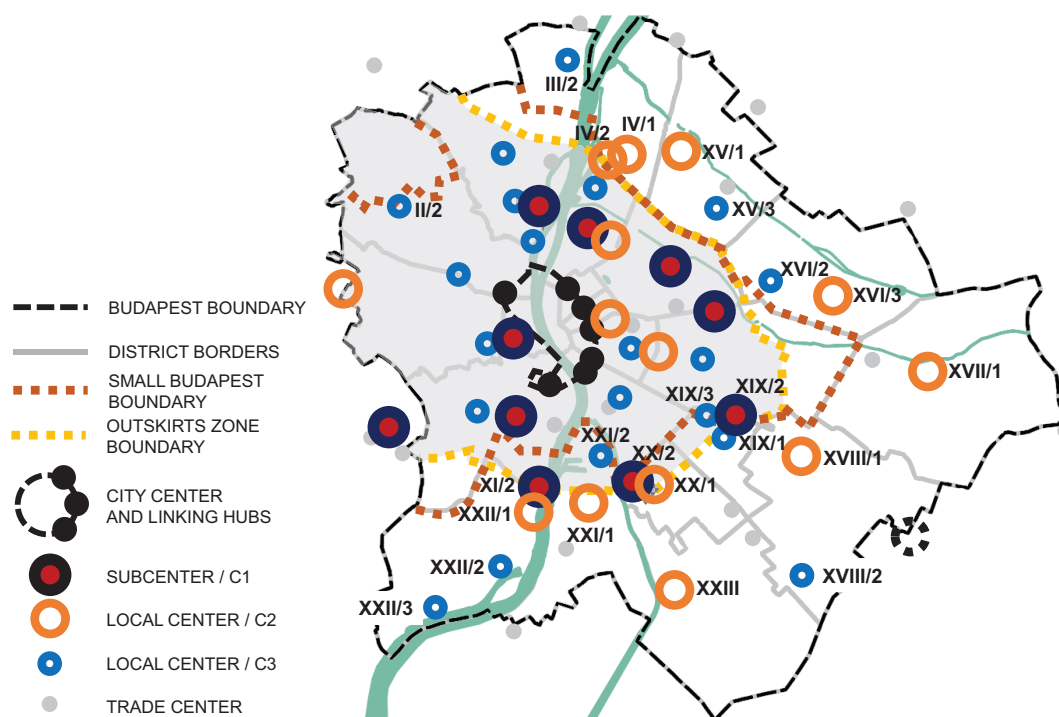 III/2
IV/2
IV/1
XV/1
II/2
XV/3
XVI/2
XVI/3
BUDAPEST BOUNDARY
DISTRICT BORDERS
SMALL BUDAPEST
BOUNDARY
OUTSKIRTS ZONE
BOUNDARY
CITY CENTER
AND LINKING HUBS
SUBCENTER / C1
LOCAL CENTER / C2
LOCAL CENTER / C3
TRADE CENTER
XVII/1
XIX/3
XIX/2
XIX/1
XXI/2
XX/2
XVIII/1
XI/2
XX/1
XXII/1
XXI/1
XXII/2
XXIII
XVIII/2
XXII/3